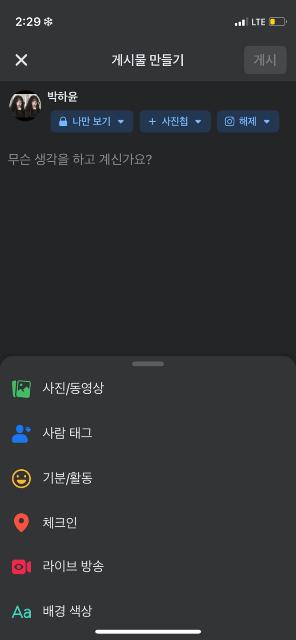 2:29
LTE
게시물 만들기
게시
박하윤
나만 보기
+ 사진첩
해제
무슨 생각을 하고 계신가요?
사진/동영상
사람 태그
기분/활동
체크인
라이브 방송
Aa 배경 색상